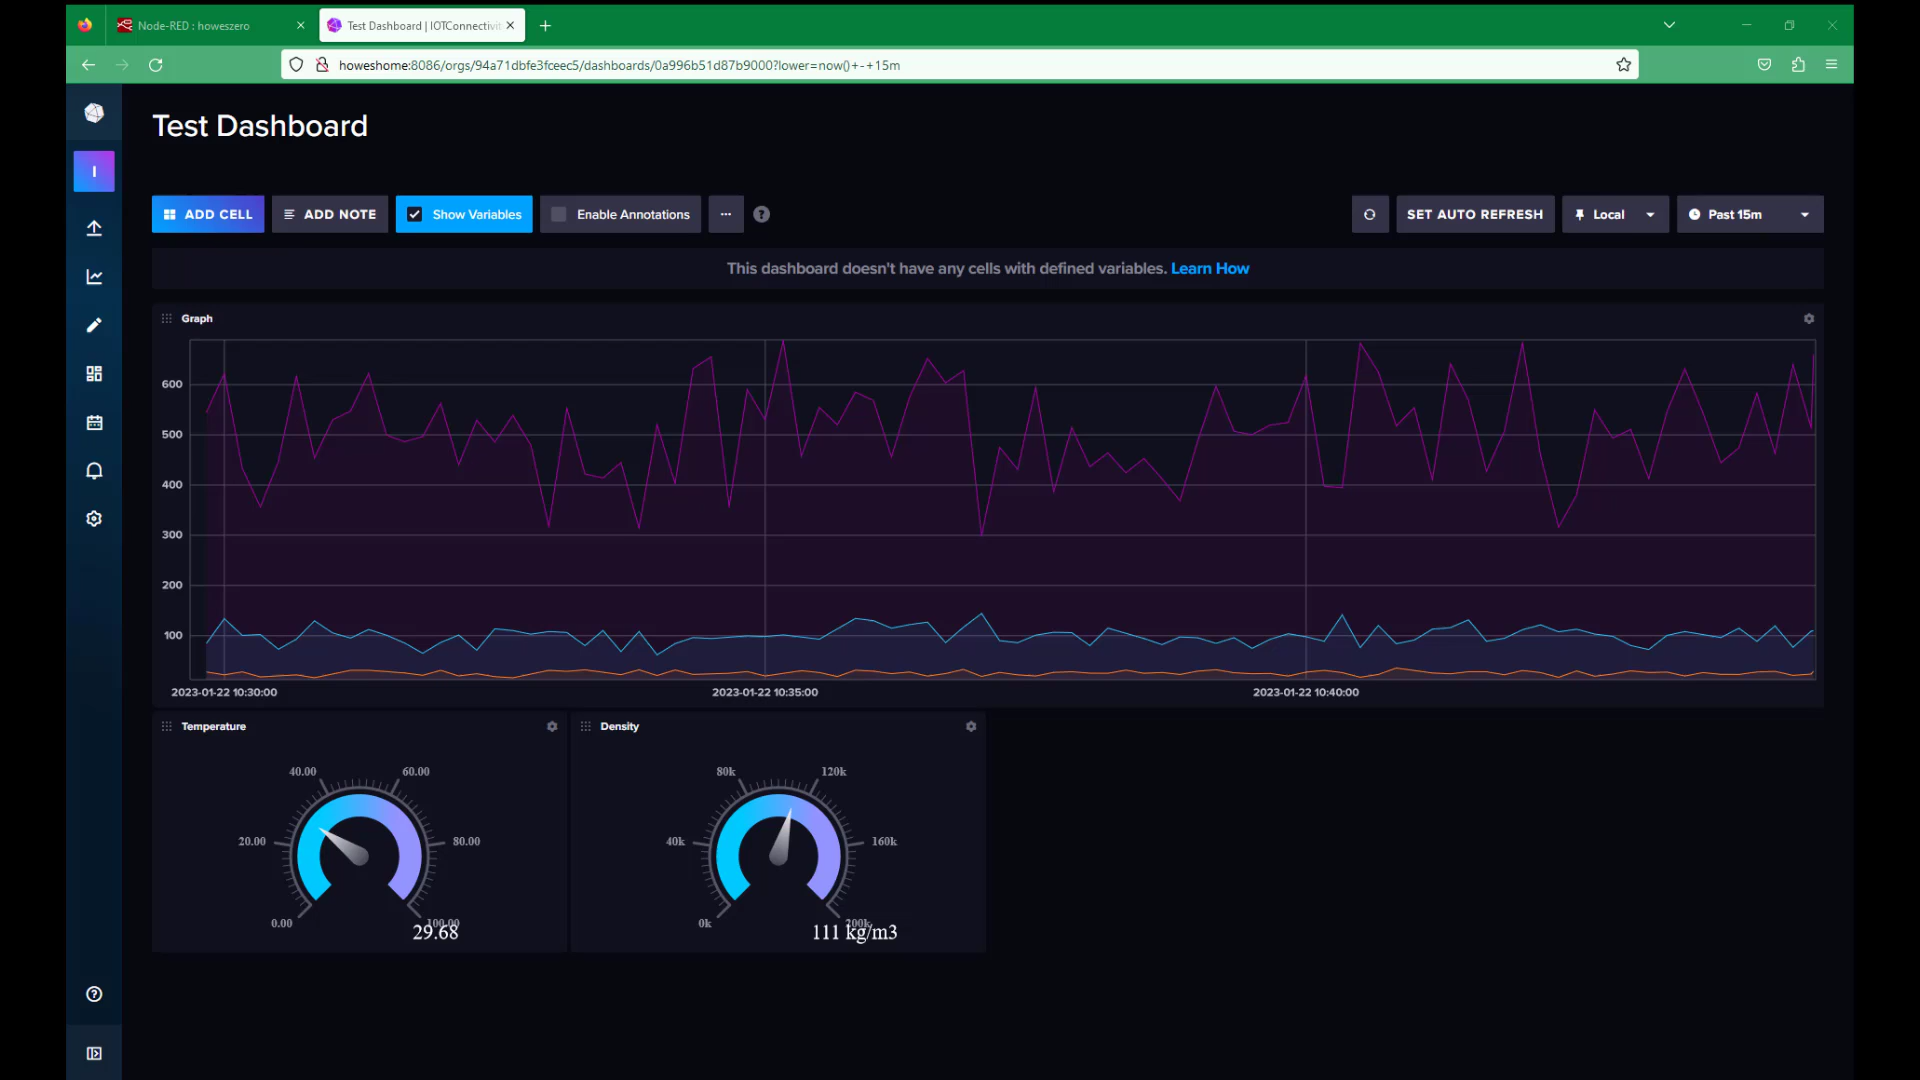 Node-RED : howeszero
Test Dashboard | IOTConnectivit
howeshome:8086/orgs/94a71dbfe3fceec5/dashboards/0a996b51d87b9000?lower=now()+-+15m
Test Dashboard
I
ADD CELL
ADD NOTE
Show Variables
Enable Annotations
...
?
SET AUTO REFRESH
Local
Past 15m
This dashboard doesn't have any cells with defined variables. Learn How
Graph
600
500
400
300
200
100
2023-01-22 10:30:00
2023-01-22 10:35:00
2023-01-22 10:40:00
Temperature
0.00
20.00
40.00
60.00
80.00
100.00
29.68
Density
0k
40k
80k
120k
160k
200k
111 kg/m3